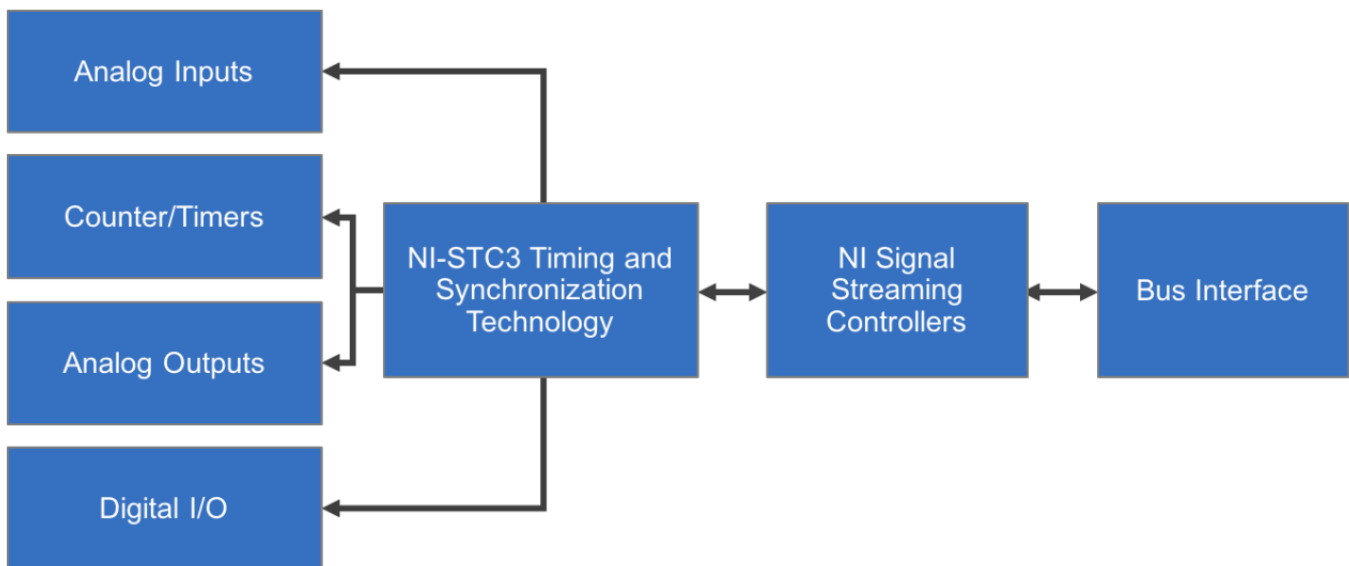 Analog Inputs
Counter/Timers
Analog Outputs
Digital I/O
NI-STC3 Timing and
Synchronization
Technology
NI Signal
Streaming
Controllers
Bus Interface